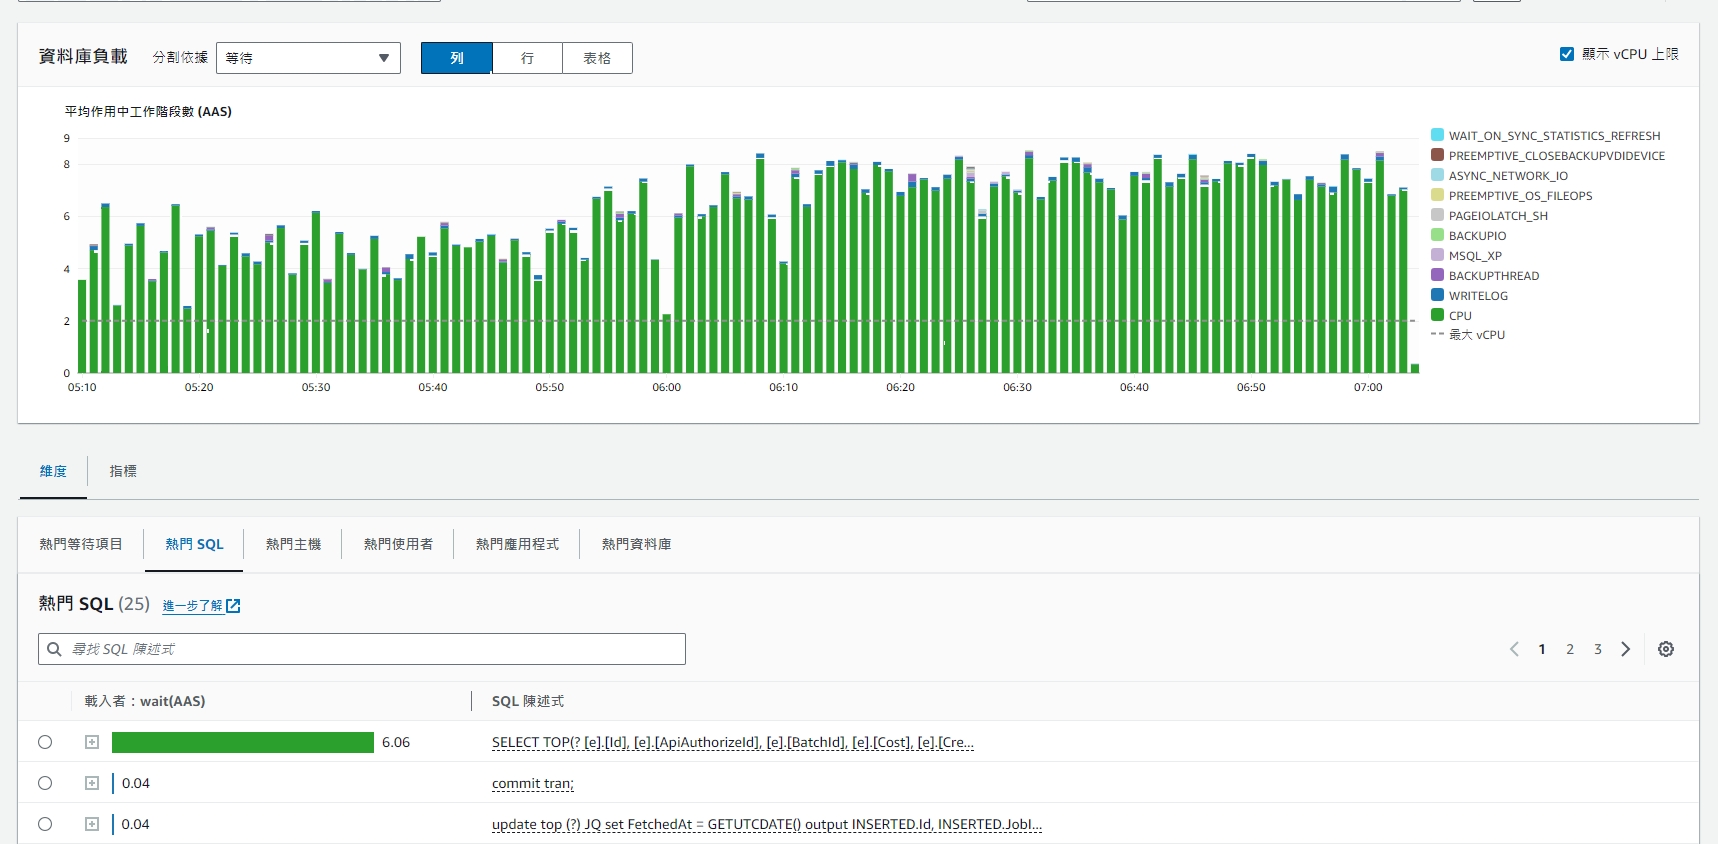 資料庫負載 分割依據 等待 列 行 表格 顯示 vCPU 上限
平均作用中工作階段數 (AAS)
9
8
6
4
2
0
05:10 05:20 05:30 05:40 05:50 06:00 06:10 06:20 06:30 06:40 06:50 07:00
WAIT_ON_SYNC_STATISTICS_REFRESH
PREEMPTIVE_CLOSEBACKUPVDIDEVICE
ASYNC_NETWORK_IO
PREEMPTIVE_OS_FILEOPS
PAGEIOLATCH_SH
BACKUPIO
MSQL_XP
BACKUPTHREAD
WRITELOG
CPU
最大 vCPU
維度 指標
熱門等待項目 熱門 SQL 熱門主機 熱門使用者 熱門應用程式 熱門資料庫
熱門 SQL (25) 進一步了解
尋找 SQL 陳述式 1 2 3
載入者：wait(AAS) SQL 陳述式
6.06 SELECT TOP(? [e].[Id], [e].[ApiAuthorizeId], [e].[BatchId], [e].[Cost], [e].[Cre...
0.04 commit tran;
0.04 update top (?) JQ set FetchedAt = GETUTCDATE() output INSERTED.Id, INSERTED.JobI...